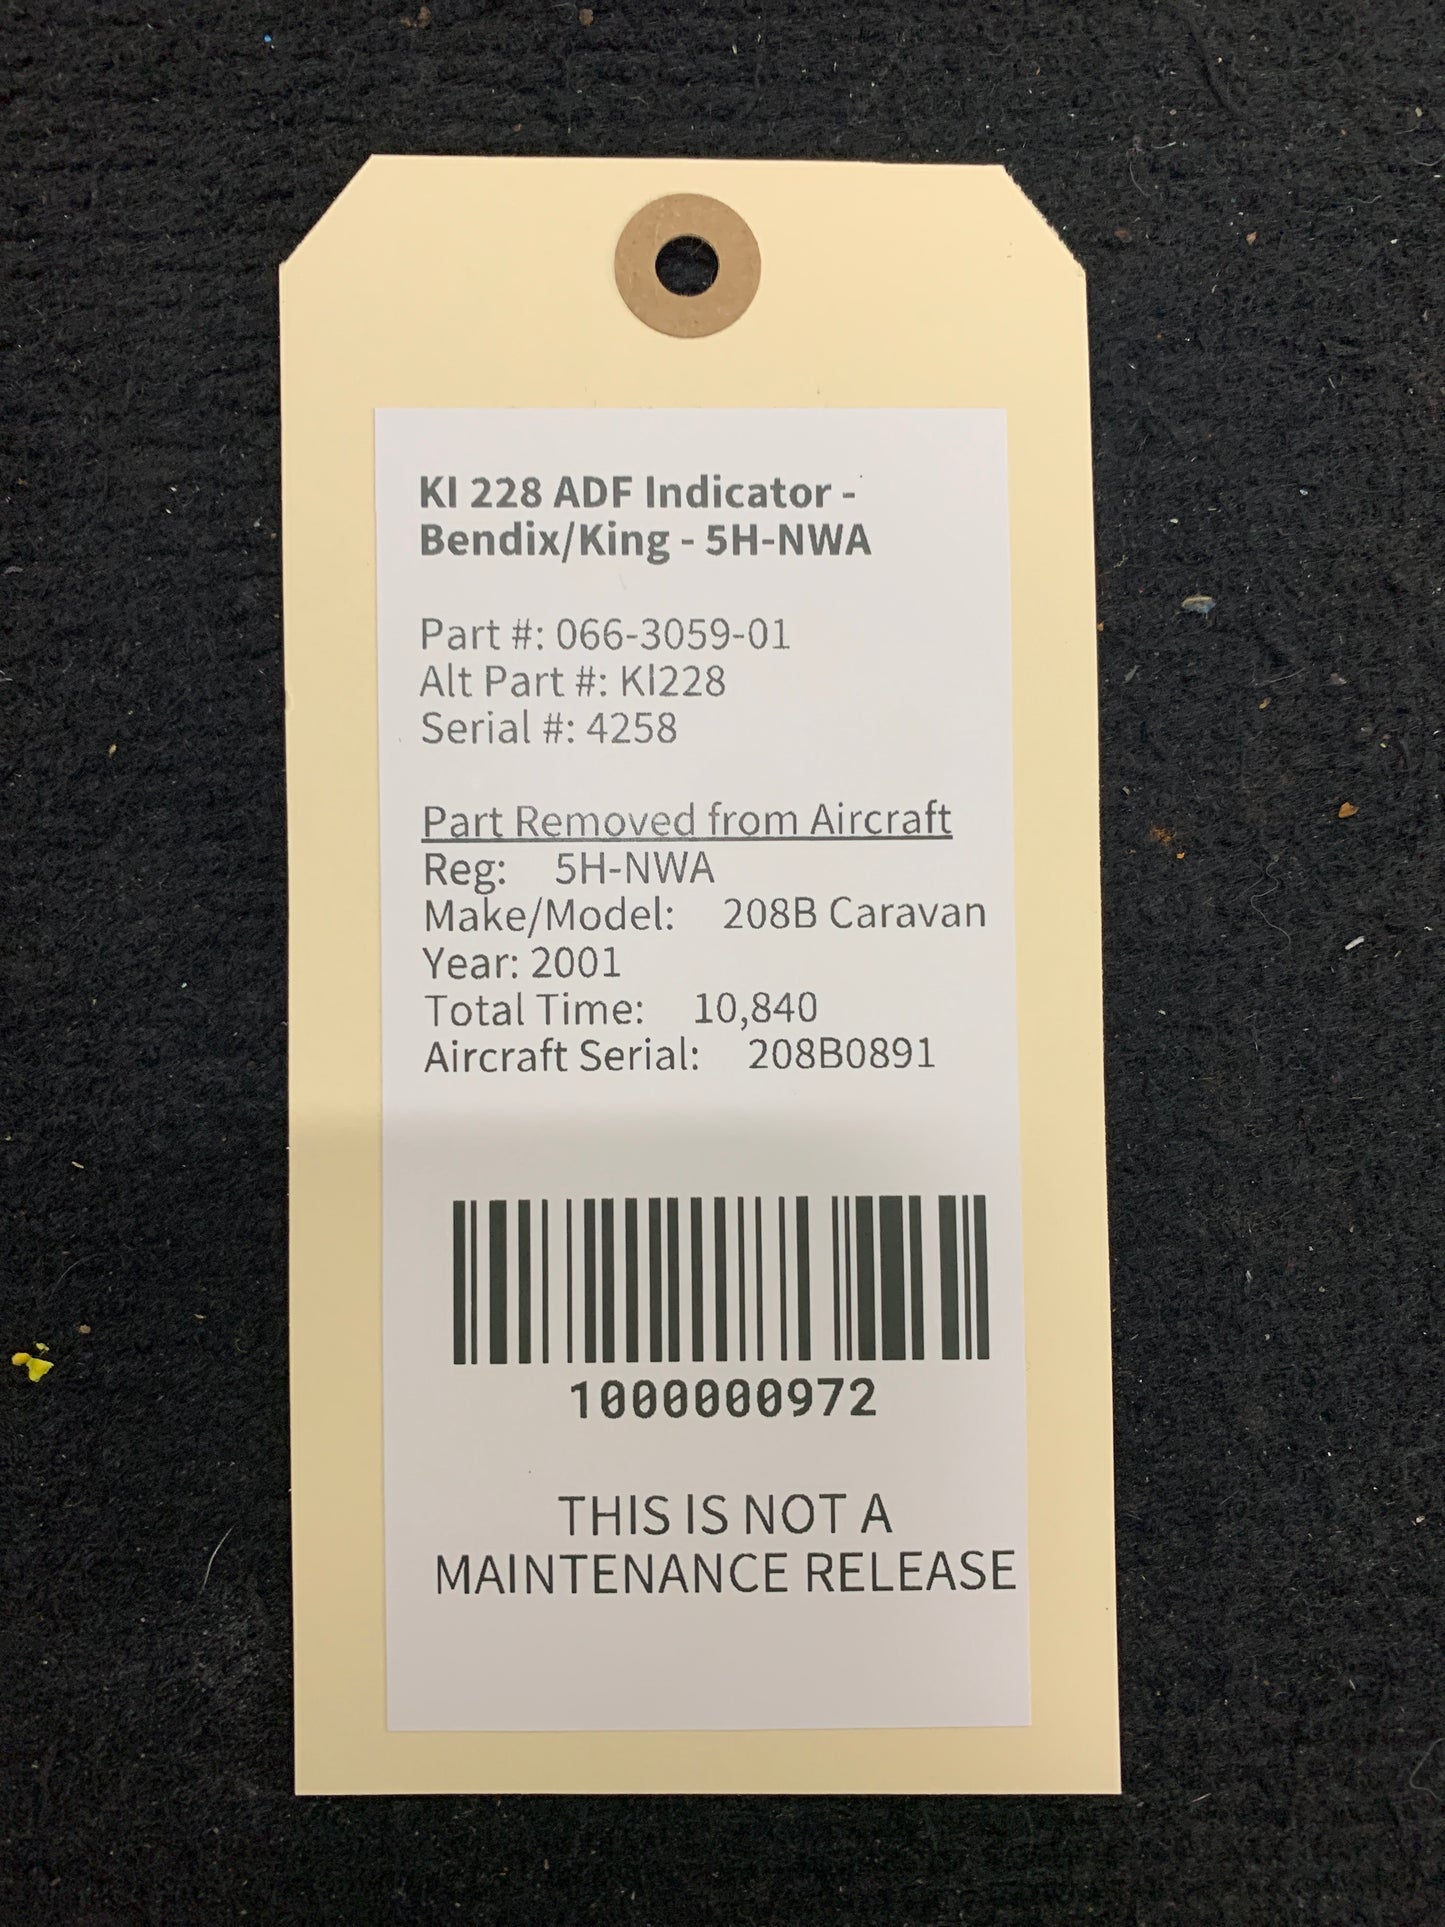 KI 228 ADF Indicator -
Bendix/King - 5H-NWA
Part #: 066-3059-01
Alt Part #: KI228
Serial #: 4258
Part Removed from Aircraft
Reg: 5H-NWA
Make/Model: 208B Caravan
Year: 2001
Total Time: 10,840
Aircraft Serial: 208B0891
1000000972
THIS IS NOT A
MAINTENANCE RELEASE